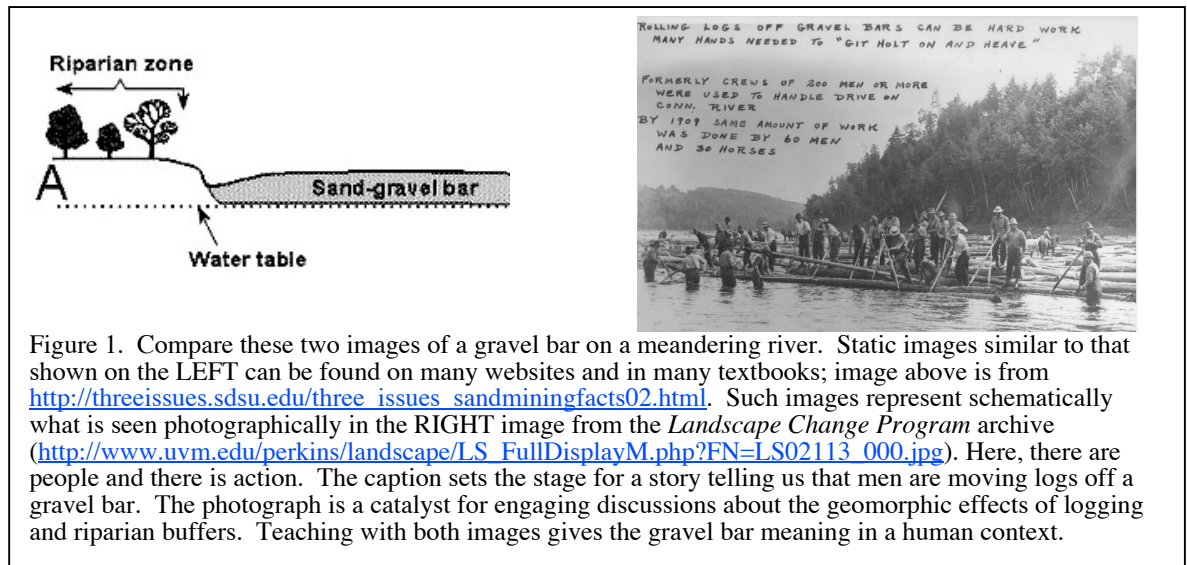 Riparian zone
A
Sand-gravel bar
Water table
ROLLING LOGS OFF GRAVEL BARS CAN BE HARD WORK
MANY HANDS NEEDED TO "GIT HOLT ON AND HEAVE"
FORMERLY CREWS OF 200 MEN OR MORE
WERE USED TO HANDLE DRIVE ON
CONN. RIVER
BY 1909 SAME AMOUNT OF WORK
WAS DONE BY 60 MEN
AND 30 HORSES
Figure 1. Compare these two images of a gravel bar on a meandering river. Static images similar to that
shown on the LEFT can be found on many websites and in many textbooks; image above is from
http://threeissues.sdsu.edu/three_issues_sandminingfacts02.html. Such images represent schematically
what is seen photographically in the RIGHT image from the Landscape Change Program archive
(http://www.uvm.edu/perkins/landscape/LS_FullDisplayM.php?FN=LS02113_000.jpg). Here, there are
people and there is action. The caption sets the stage for a story telling us that men are moving logs off a
gravel bar. The photograph is a catalyst for engaging discussions about the geomorphic effects of logging
and riparian buffers. Teaching with both images gives the gravel bar meaning in a human context.